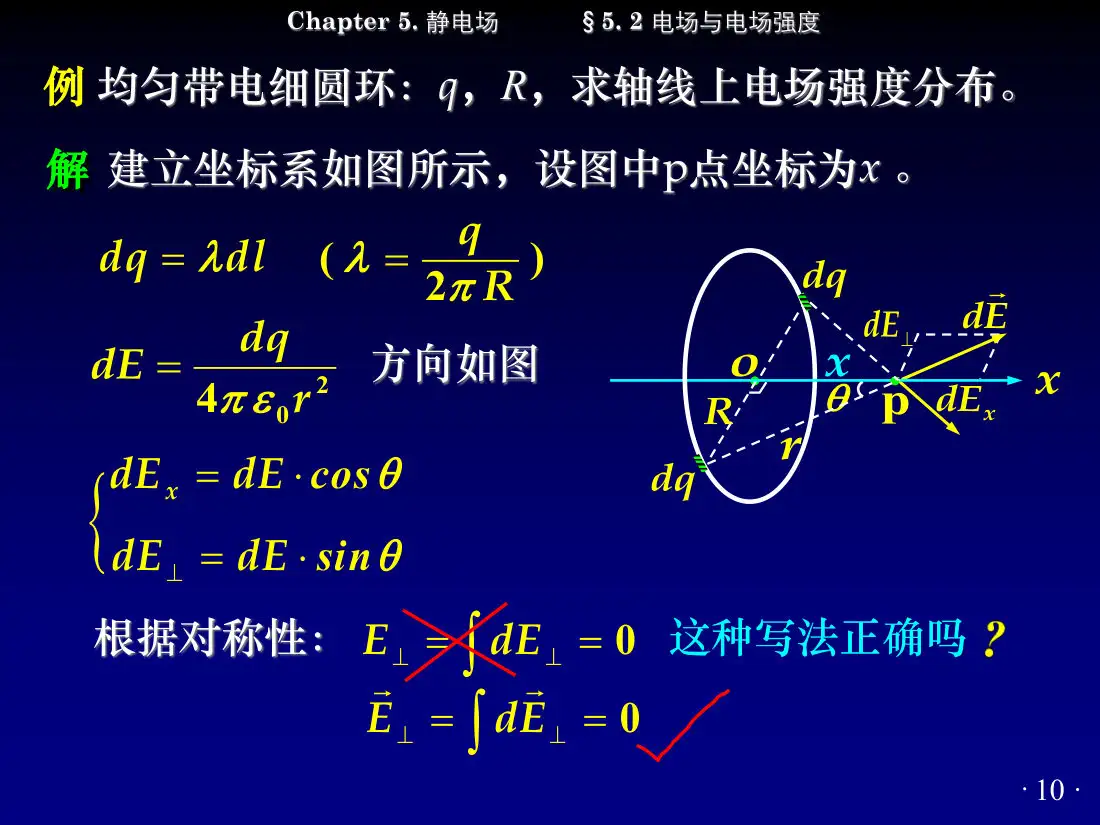 Chapter 5. 静电场 §5. 2 电场与电场强度
例 均匀带电细圆环：q，R，求轴线上电场强度分布。
解 建立坐标系如图所示，设图中p点坐标为x 。
dq = λdl ( λ = q / 2πR )
dE = dq / 4πε₀r² 方向如图
dEₓ = dE · cosθ
dE⊥ = dE · sinθ
dq
dE⊥
dE⃗
o
x
x
R
θ
p
dEₓ
r
dq
根据对称性： E⊥ = ∫ dE⊥ = 0 这种写法正确吗 ?
E⃗⊥ = ∫ dE⃗⊥ = 0
· 10 ·